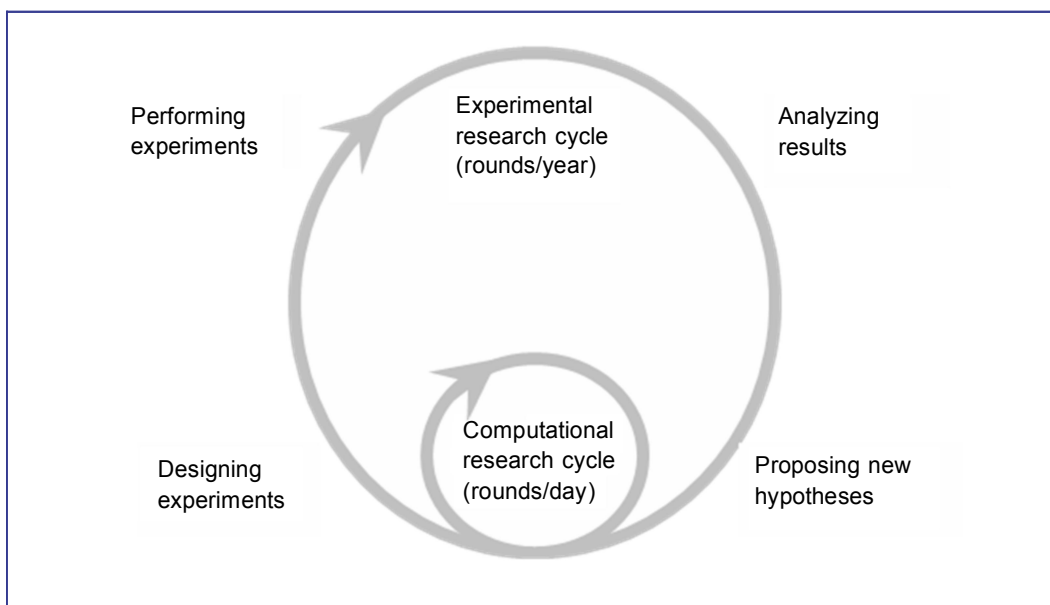 Performing
experiments
Experimental
research cycle
(rounds/year)
Analyzing
results
Designing
experiments
Computational
research cycle
(rounds/day)
Proposing new
hypotheses